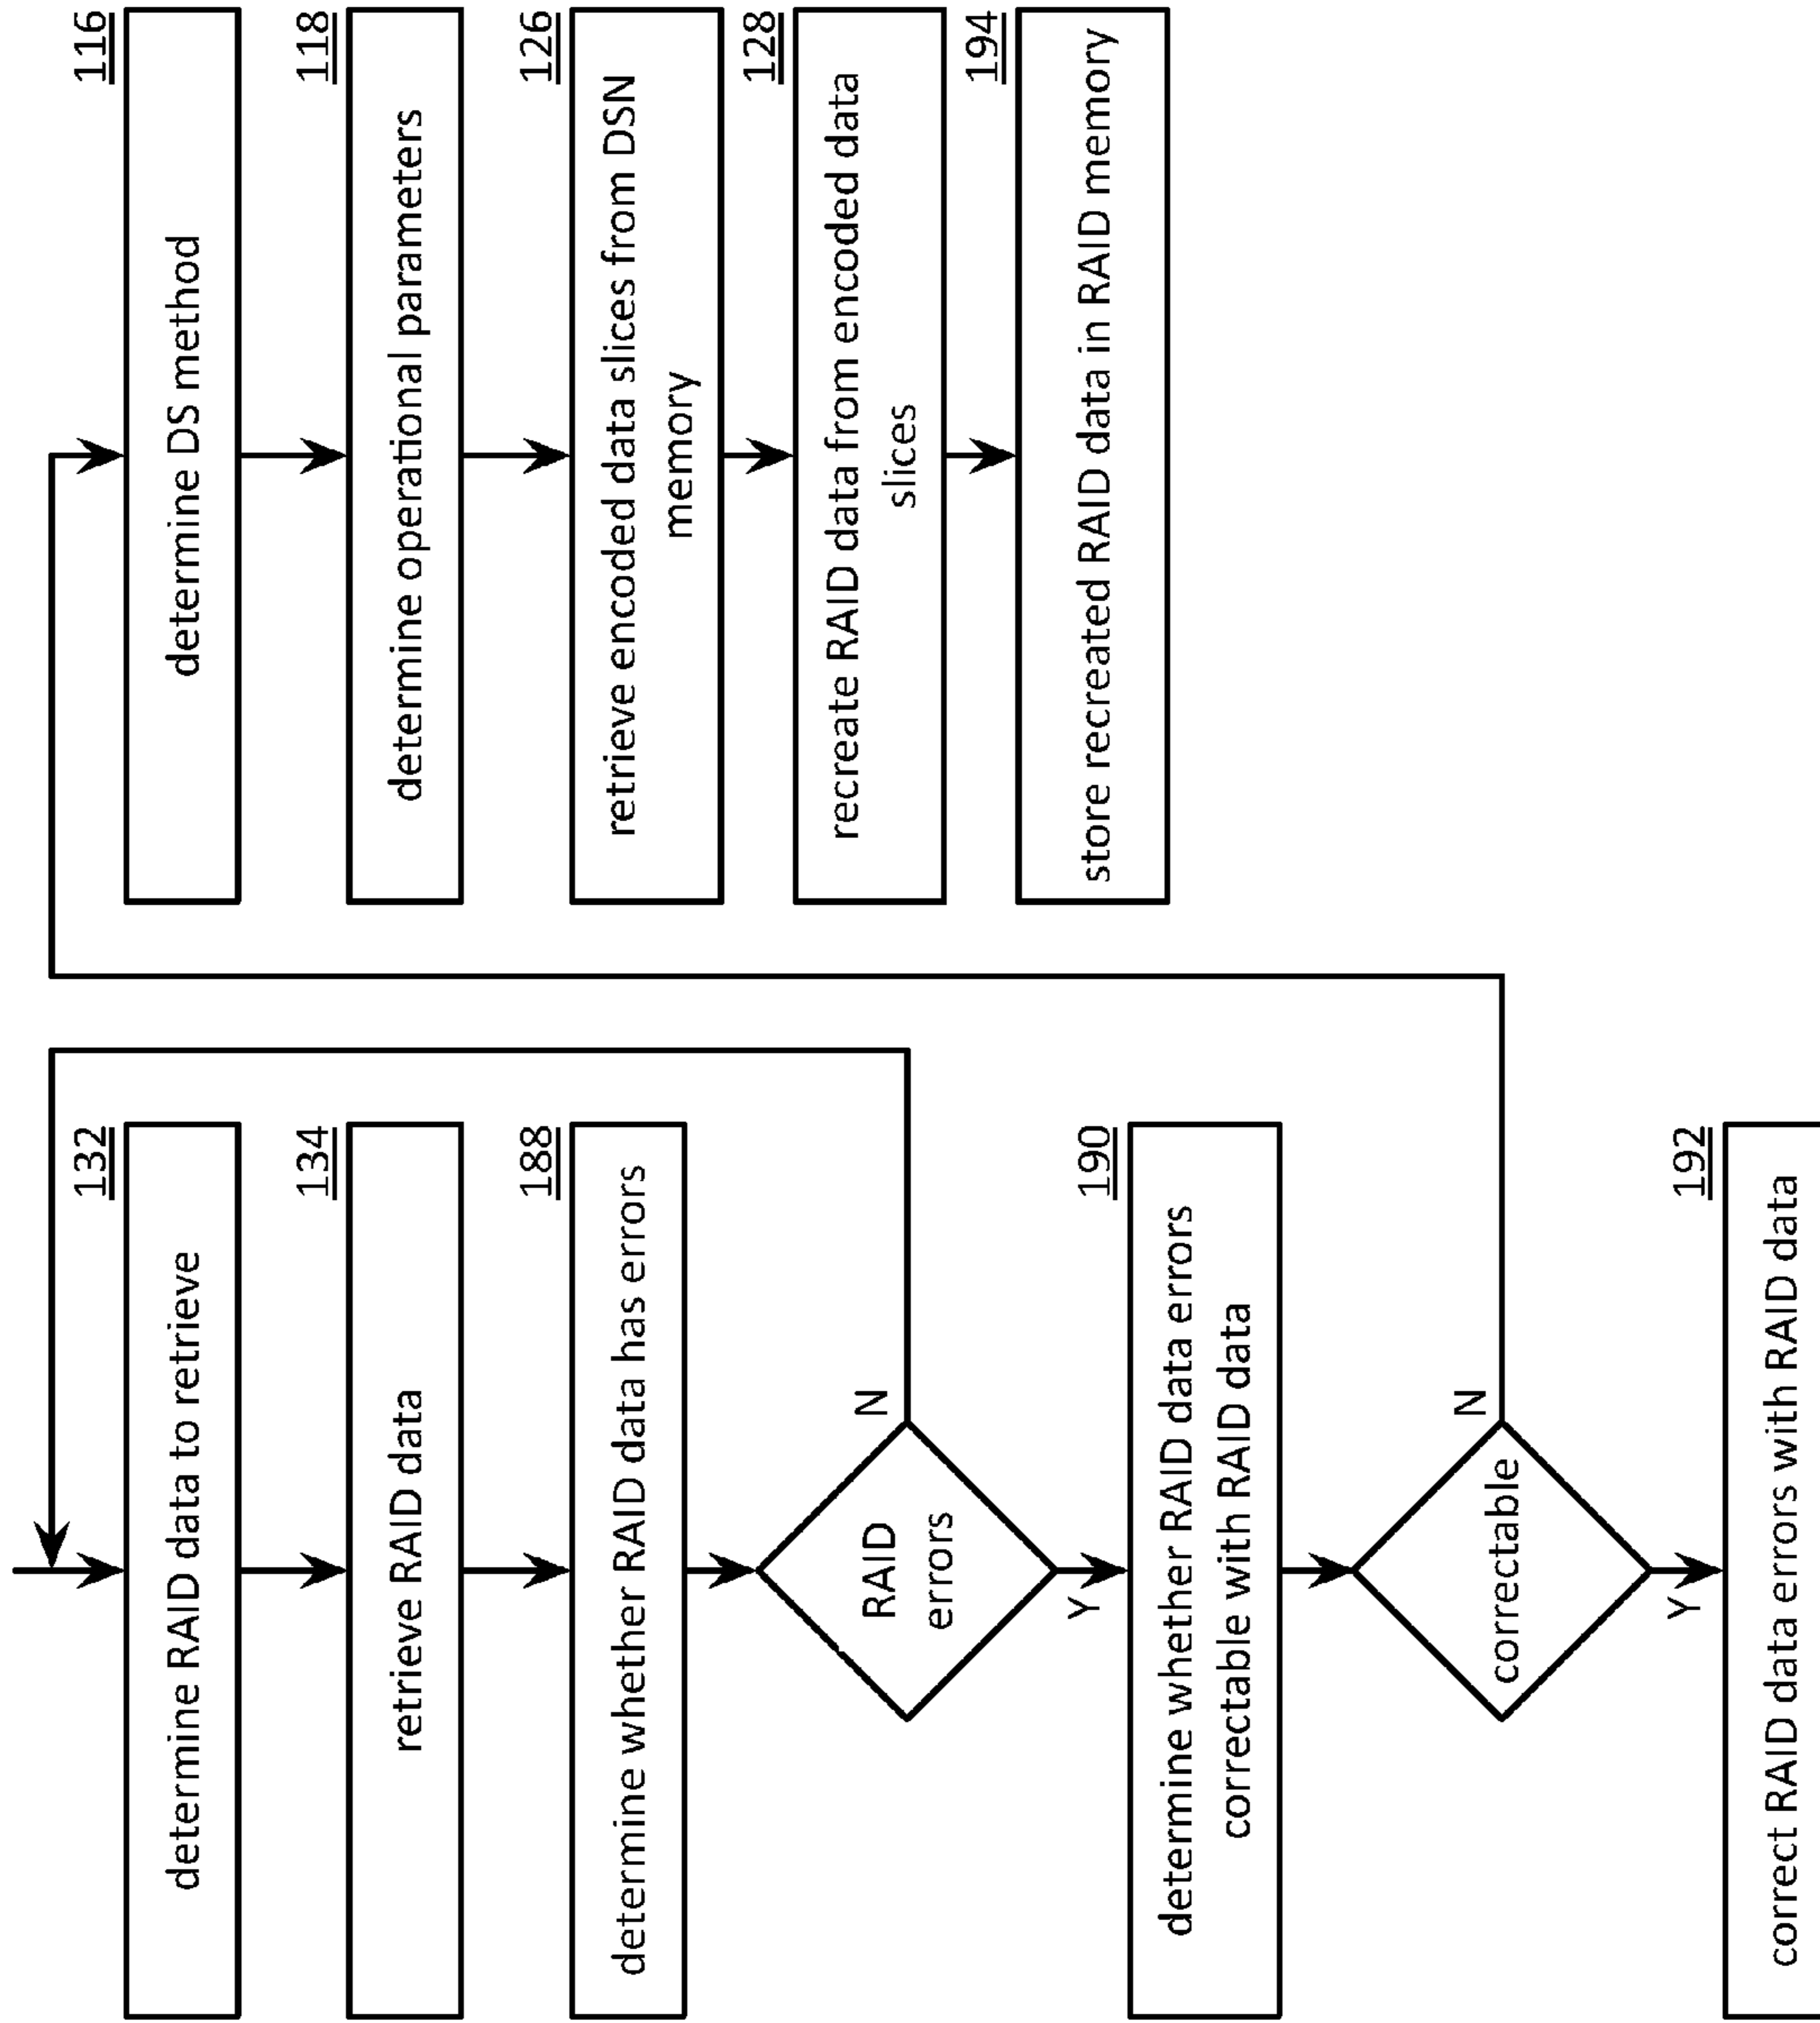 132
determine RAID data to retrieve
134
retrieve RAID data
188
determine whether RAID data has errors
RAID
errors
N
Y
190
determine whether RAID data errors
correctable with RAID data
correctable
N
Y
192
correct RAID data errors with RAID data
116
determine DS method
118
determine operational parameters
126
retrieve encoded data slices from DSN
memory
128
recreate RAID data from encoded data
slices
194
store recreated RAID data in RAID memory